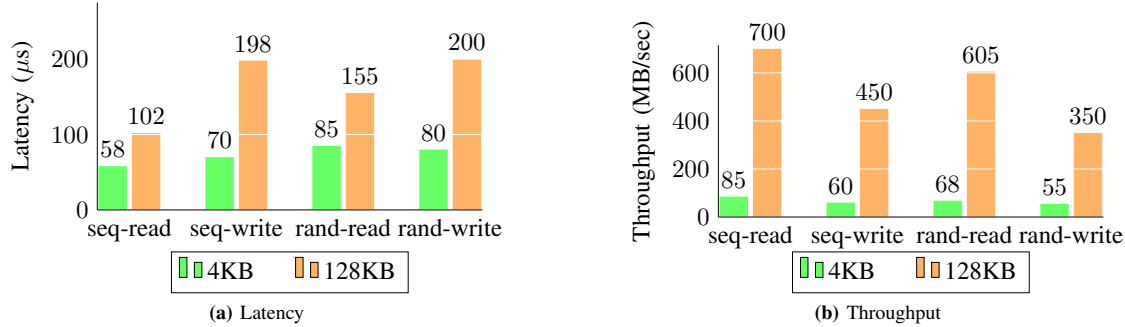 Latency (μs)
200
100
0
58
102
70
198
85
155
80
200
seq-read
seq-write
rand-read
rand-write
4KB
128KB
(a) Latency
Throughput (MB/sec)
600
400
200
0
85
700
60
450
68
605
55
350
seq-read
seq-write
rand-read
rand-write
4KB
128KB
(b) Throughput